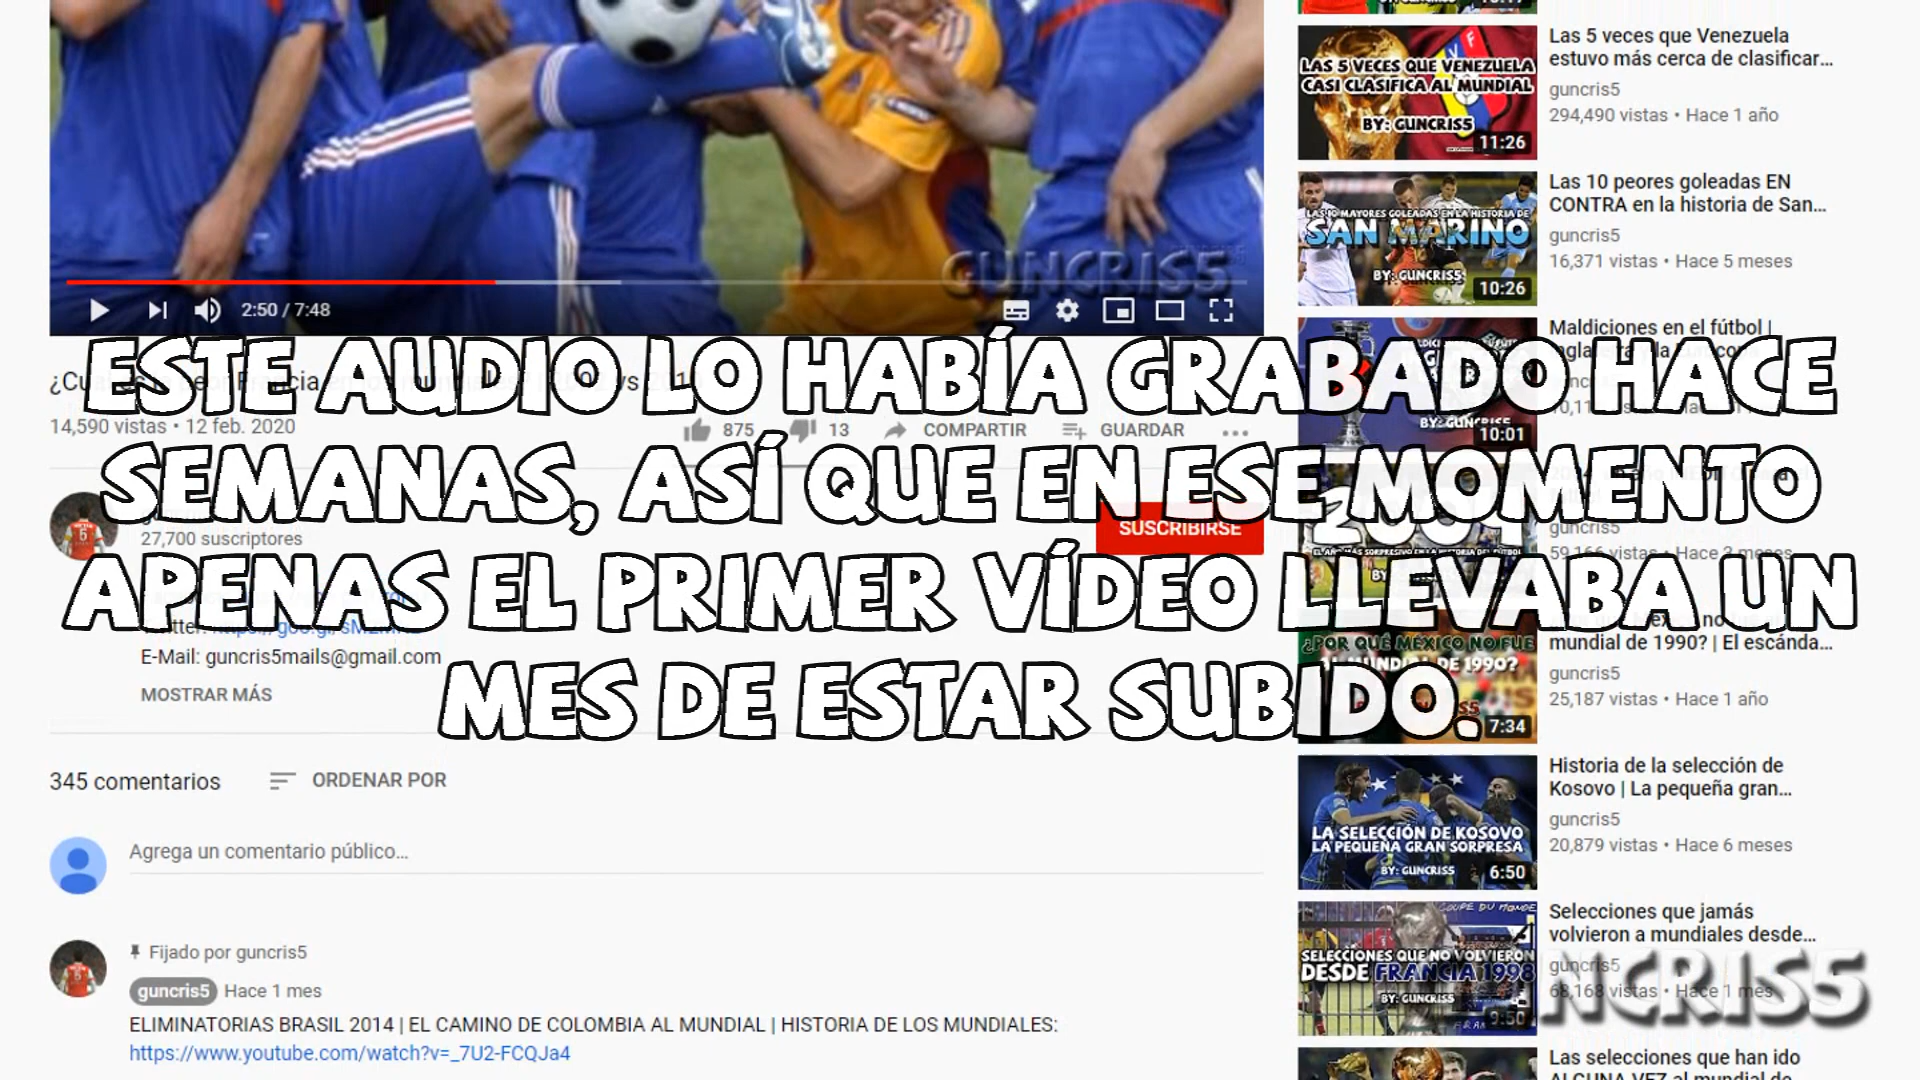 GUNCRIS5
2:50 / 7:48
ESTE AUDIO LO HABÍA GRABADO HACE
SEMANAS, ASÍ QUE EN ESE MOMENTO
APENAS EL PRIMER VÍDEO LLEVABA UN
MES DE ESTAR SUBIDO.
14,590 vistas • 12 feb. 2020
875
13
COMPARTIR
GUARDAR
27,700 suscriptores
SUSCRIBIRSE
E-Mail: guncris5mails@gmail.com
MOSTRAR MÁS
345 comentarios
ORDENAR POR
Agrega un comentario público...
Fijado por guncris5
guncris5 Hace 1 mes
ELIMINATORIAS BRASIL 2014 | EL CAMINO DE COLOMBIA AL MUNDIAL | HISTORIA DE LOS MUNDIALES:
https://www.youtube.com/watch?v=_7U2-FCQJa4
LAS 5 VECES QUE VENEZUELA
CASI CLASIFICA AL MUNDIAL
BY: GUNCRIS5
11:26
Las 5 veces que Venezuela
estuvo más cerca de clasificar...
guncris5
294,490 vistas • Hace 1 año
LAS 10 MAYORES GOLEADAS EN LA HISTORIA DE
SAN MARINO
BY: GUNCRIS5
10:26
Las 10 peores goleadas EN
CONTRA en la historia de San...
guncris5
16,371 vistas • Hace 5 meses
BY: GUNCRIS5
10:01
Maldiciones en el fútbol |
guncris5
¿POR QUÉ MÉXICO NO FUE
AL MUNDIAL DE 1990?
7:34
mundial de 1990? | El escánda...
guncris5
25,187 vistas • Hace 1 año
LA SELECCIÓN DE KOSOVO
LA PEQUEÑA GRAN SORPRESA
BY: GUNCRIS5
6:50
Historia de la selección de
Kosovo | La pequeña gran...
guncris5
20,879 vistas • Hace 6 meses
COUPE DU MONDE
SELECCIONES QUE NO VOLVIERON
DESDE FRANCIA 1998
BY: GUNCRIS5
9:50
Selecciones que jamás
volvieron a mundiales desde...
guncris5
68,168 vistas • Hace 1 mes
Las selecciones que han ido